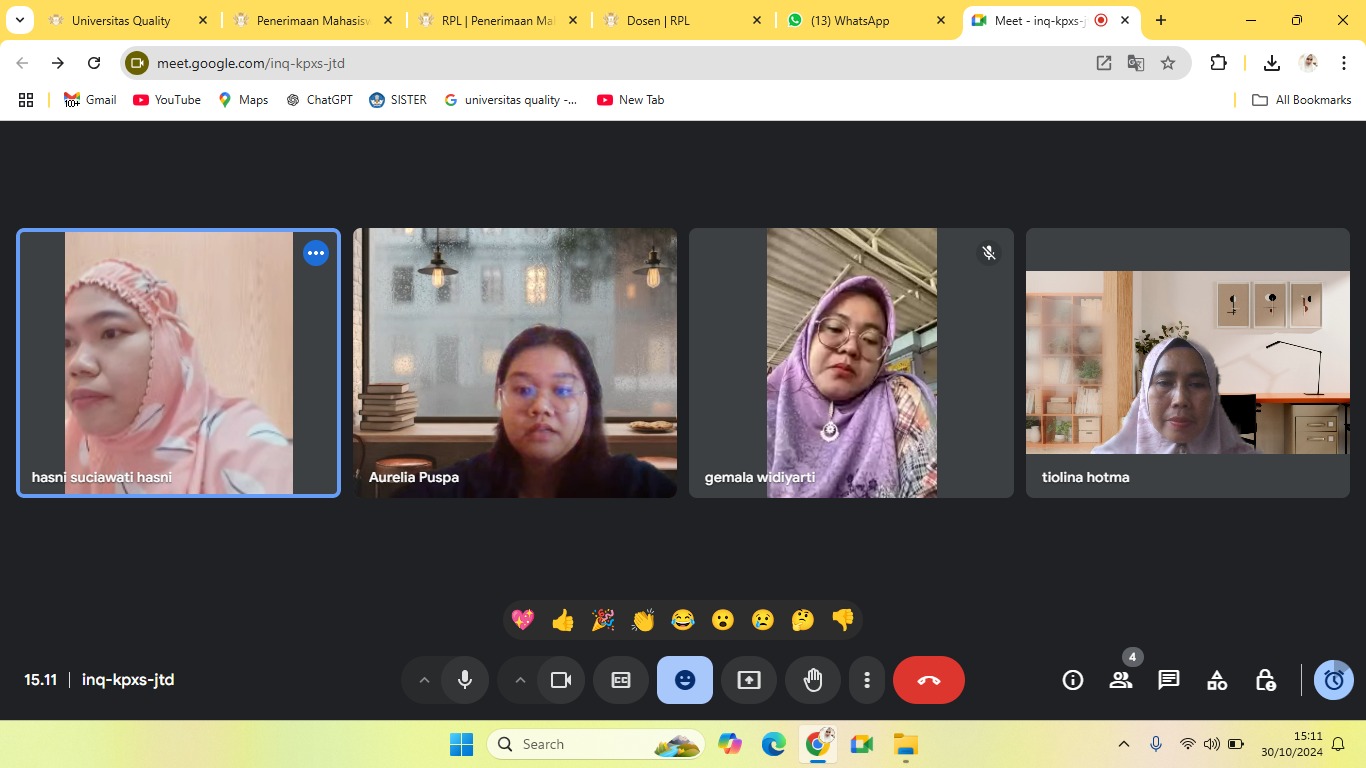 Universitas Quality
Penerimaan Mahasisw
RPL | Penerimaan Mal
Dosen | RPL
(13) WhatsApp
Meet - inq-kpxs-j
meet.google.com/inq-kpxs-jtd
100+
Gmail
YouTube
Maps
ChatGPT
SISTER
universitas quality -...
New Tab
All Bookmarks
hasni suciawati hasni
Aurelia Puspa
gemala widiyarti
tiolina hotma
15.11
inq-kpxs-jtd
CC
4
Search
15:11
30/10/2024